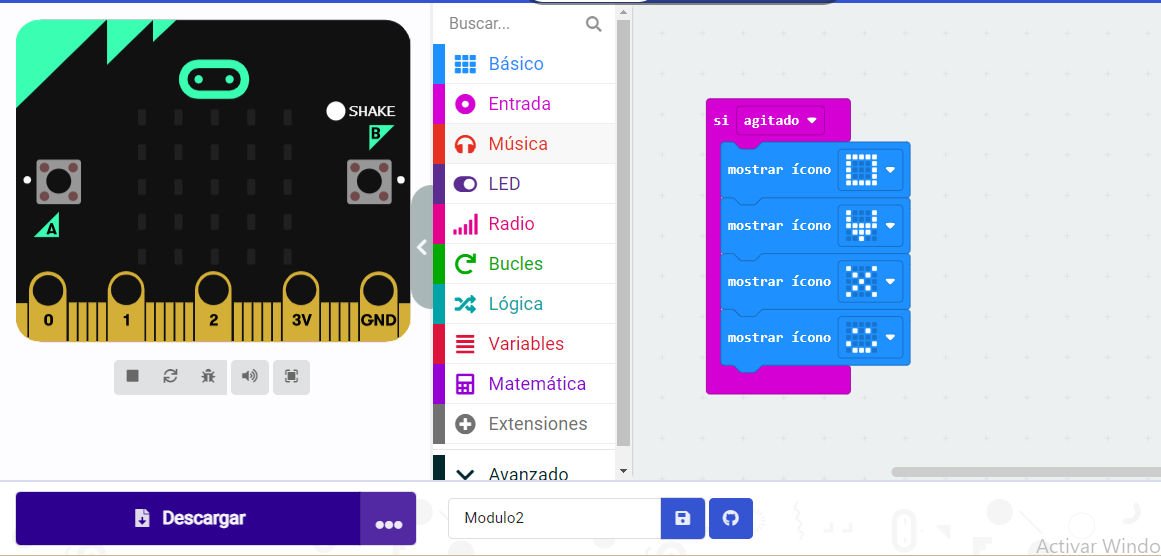 Buscar...
SHAKE
B
A
0 1 2 3V GND
Básico
Entrada
Música
LED
Radio
Bucles
Lógica
Variables
Matemática
Extensiones
Avanzado
si agitado
mostrar ícono
mostrar ícono
mostrar ícono
mostrar ícono
Descargar
Modulo2
Activar Windo